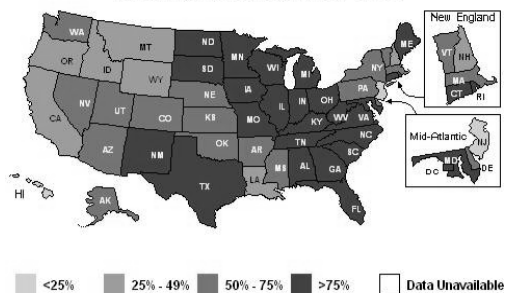 New England
WA
MT
ND
MN
ME
VT
NH
OR
ID
SD
WI
MI
NY
MA
WY
CT
RI
IA
PA
NE
NV
IL
IN
OH
Mid-Atlantic
UT
CO
KS
MO
WV
VA
NJ
CA
KY
NC
MD
DE
DC
AZ
NM
OK
AR
TN
SC
MS
AL
GA
TX
LA
HI
AK
FL
<25%
25% - 49%
50% - 75%
>75%
Data Unavailable